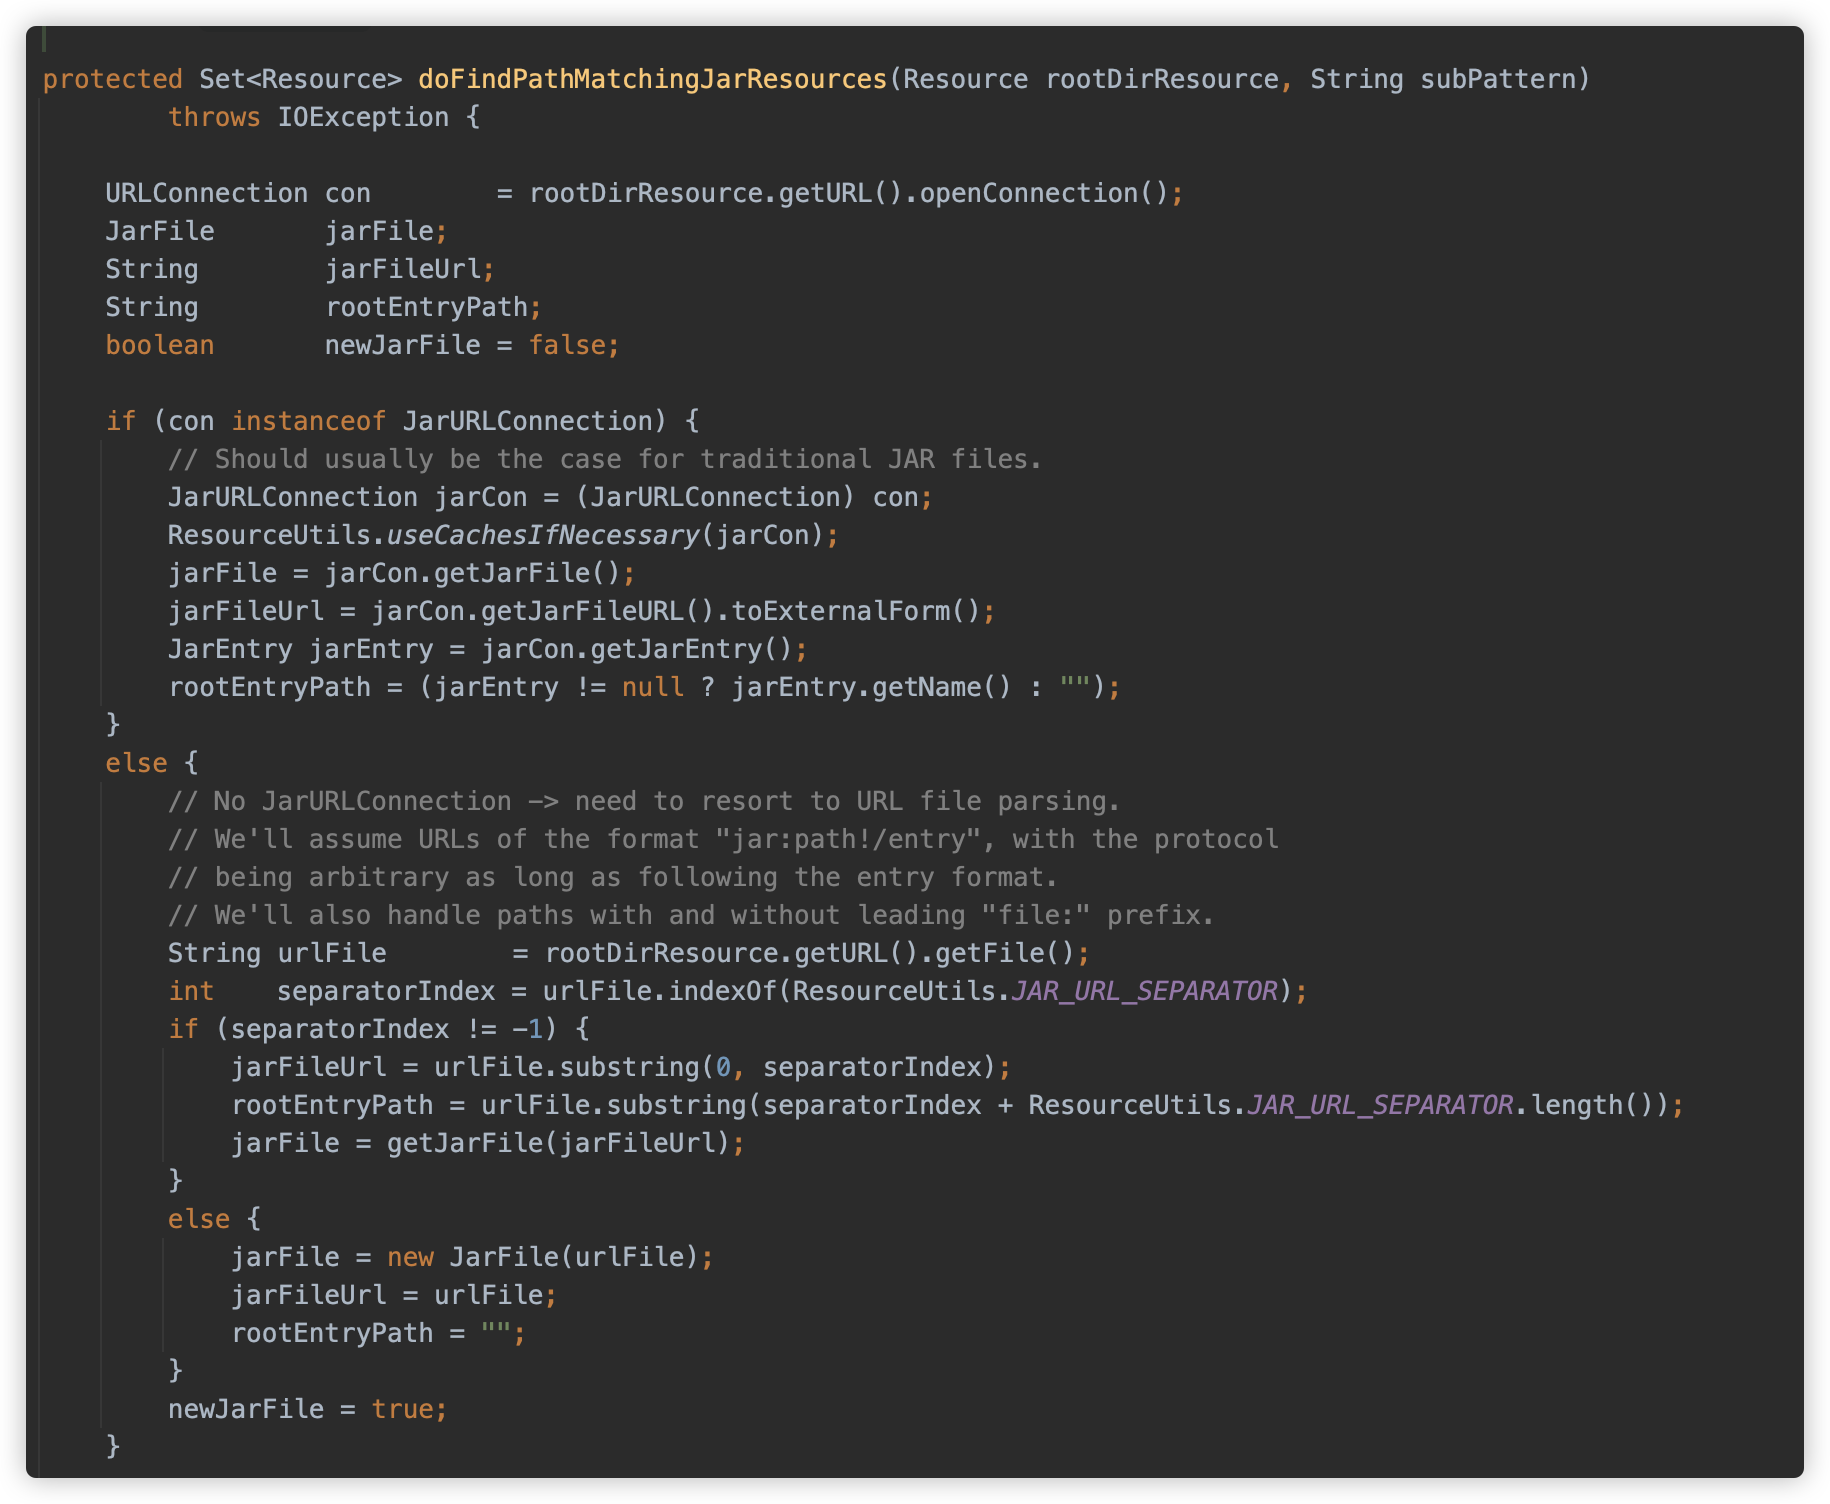 protected Set<Resource> doFindPathMatchingJarResources(Resource rootDirResource, String subPattern)
        throws IOException {

    URLConnection con        = rootDirResource.getURL().openConnection();
    JarFile       jarFile;
    String        jarFileUrl;
    String        rootEntryPath;
    boolean       newJarFile = false;

    if (con instanceof JarURLConnection) {
        // Should usually be the case for traditional JAR files.
        JarURLConnection jarCon = (JarURLConnection) con;
        ResourceUtils.useCachesIfNecessary(jarCon);
        jarFile = jarCon.getJarFile();
        jarFileUrl = jarCon.getJarFileURL().toExternalForm();
        JarEntry jarEntry = jarCon.getJarEntry();
        rootEntryPath = (jarEntry != null ? jarEntry.getName() : "");
    }
    else {
        // No JarURLConnection -> need to resort to URL file parsing.
        // We'll assume URLs of the format "jar:path!/entry", with the protocol
        // being arbitrary as long as following the entry format.
        // We'll also handle paths with and without leading "file:" prefix.
        String urlFile        = rootDirResource.getURL().getFile();
        int    separatorIndex = urlFile.indexOf(ResourceUtils.JAR_URL_SEPARATOR);
        if (separatorIndex != -1) {
            jarFileUrl = urlFile.substring(0, separatorIndex);
            rootEntryPath = urlFile.substring(separatorIndex + ResourceUtils.JAR_URL_SEPARATOR.length());
            jarFile = getJarFile(jarFileUrl);
        }
        else {
            jarFile = new JarFile(urlFile);
            jarFileUrl = urlFile;
            rootEntryPath = "";
        }
        newJarFile = true;
    }